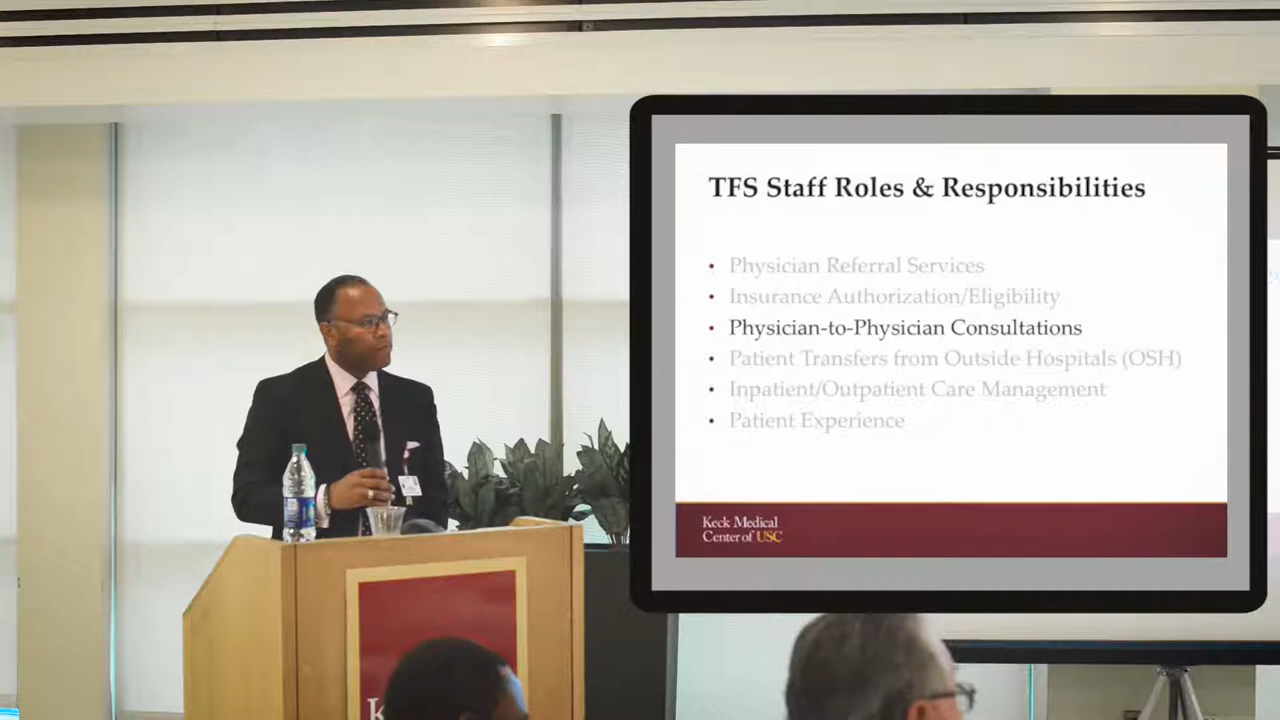 TFS Staff Roles & Responsibilities
• Physician Referral Services
• Insurance Authorization/Eligibility
• Physician-to-Physician Consultations
• Patient Transfers from Outside Hospitals (OSH)
• Inpatient/Outpatient Care Management
• Patient Experience
Keck Medical
Center of USC